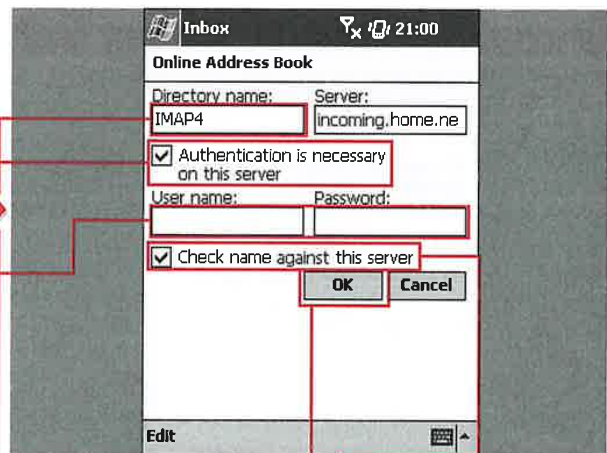 Inbox 21:00
Online Address Book
Directory name: Server:
IMAP4 incoming.home.ne
Authentication is necessary
on this server
User name: Password:
Check name against this server
OK Cancel
Edit